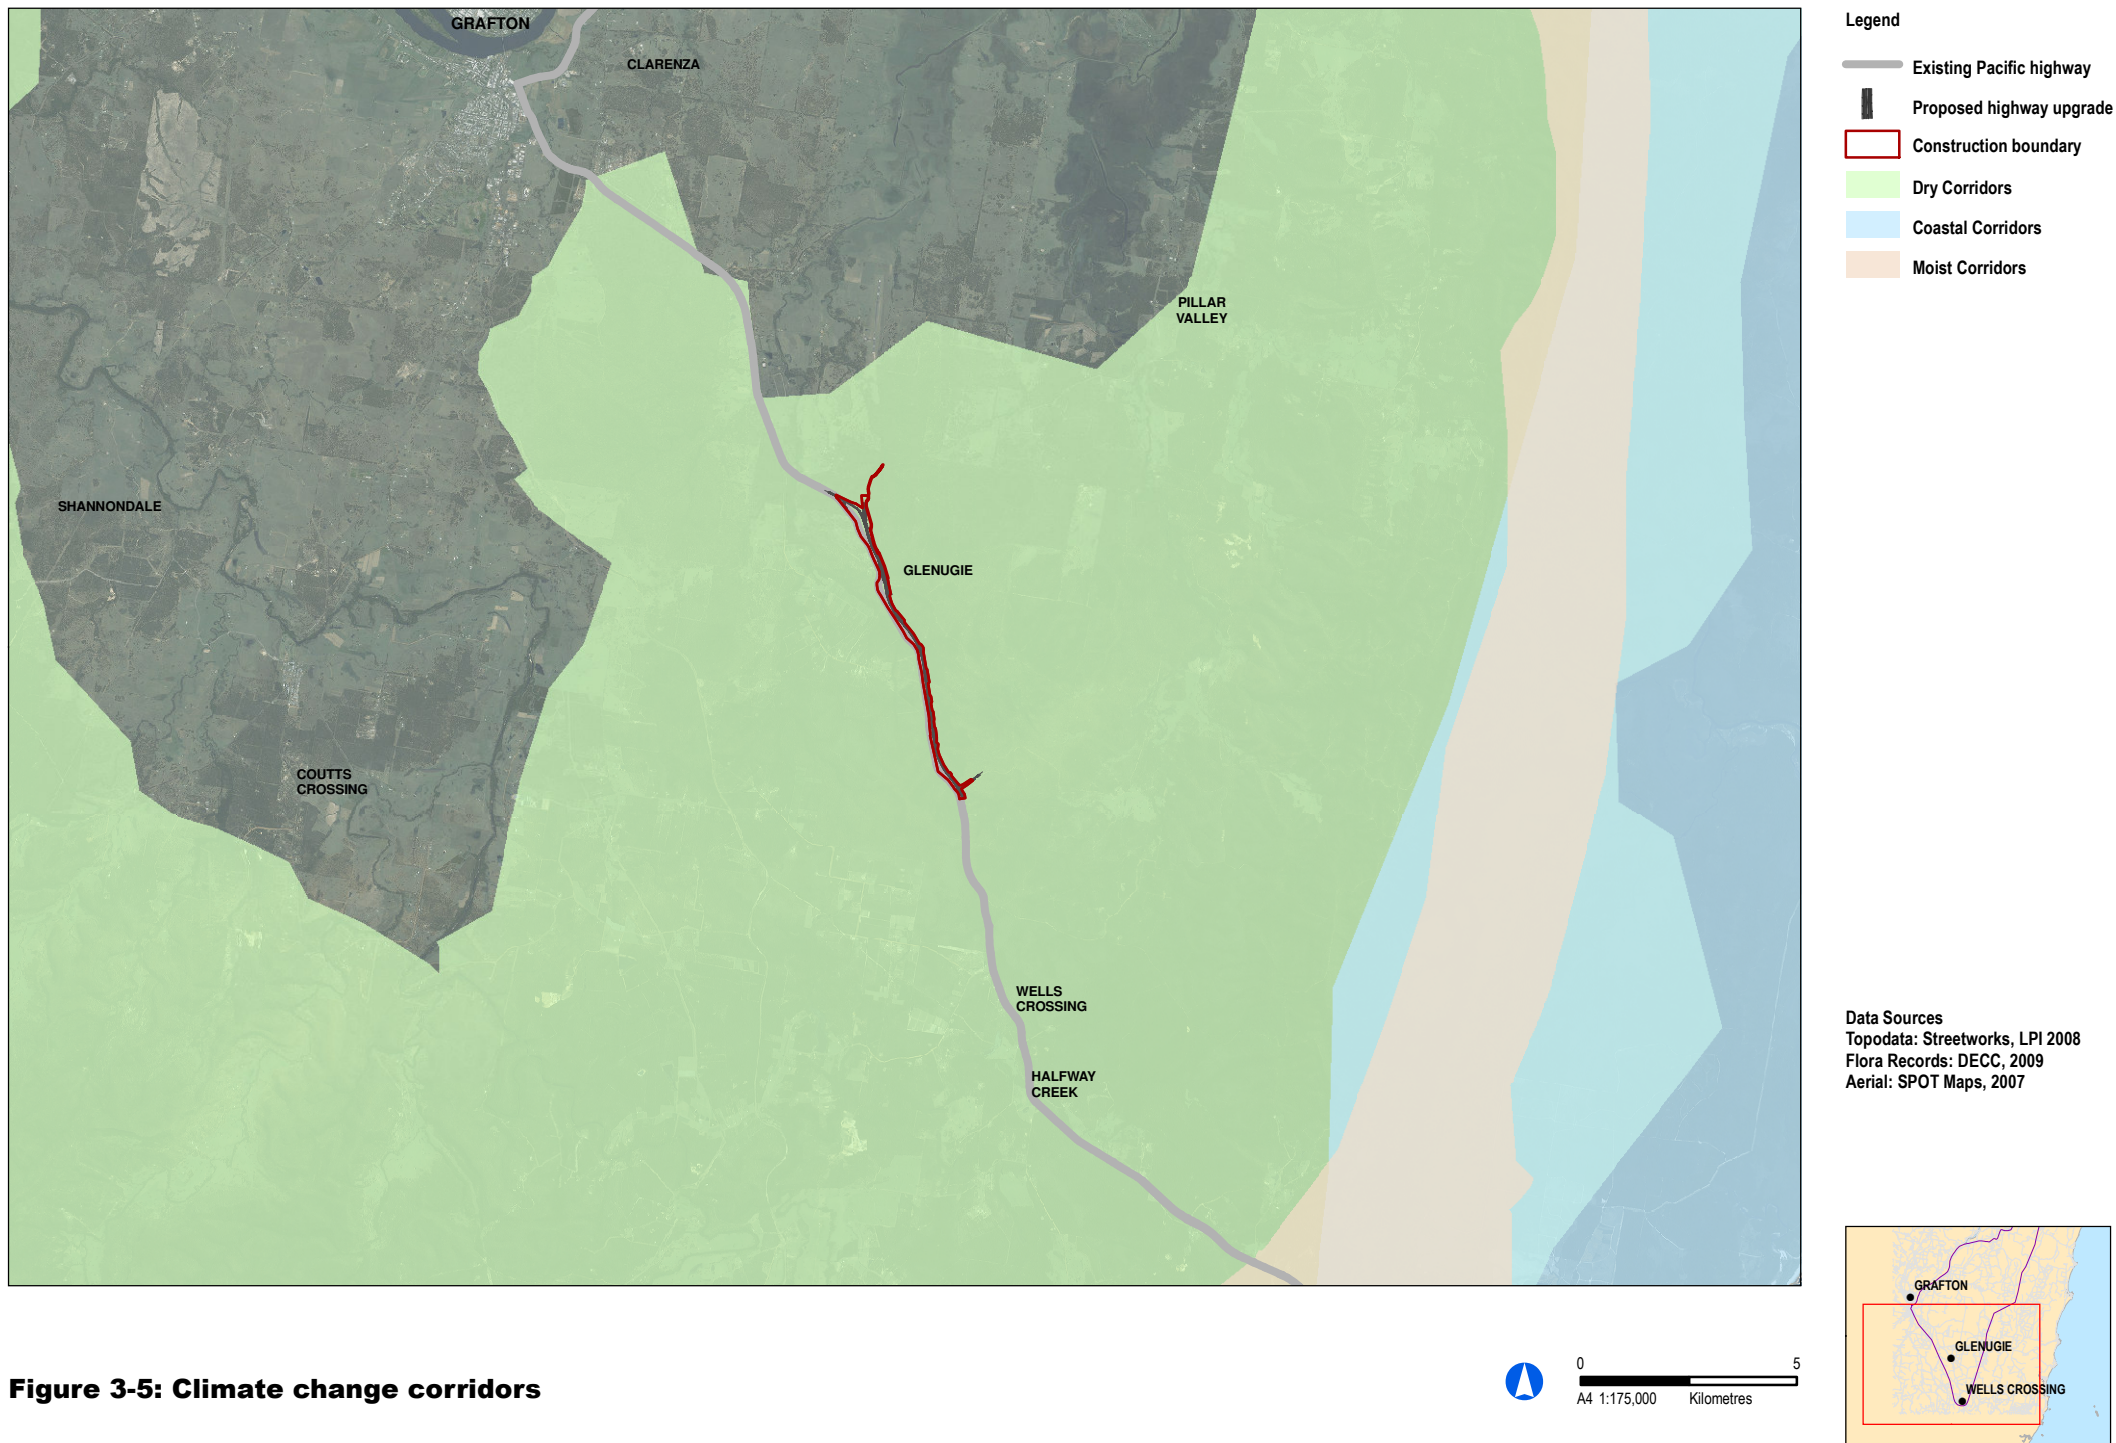 GRAFTON
CLARENZA
PILLAR
VALLEY
SHANNONDALE
GLENUGIE
COUTTS
CROSSING
WELLS
CROSSING
HALFWAY
CREEK
Legend
Existing Pacific highway
Proposed highway upgrade
Construction boundary
Dry Corridors
Coastal Corridors
Moist Corridors
Data Sources
Topodata: Streetworks, LPI 2008
Flora Records: DECC, 2009
Aerial: SPOT Maps, 2007
GRAFTON
GLENUGIE
WELLS CROSSING
Figure 3-5: Climate change corridors
0 5
A4 1:175,000 Kilometres